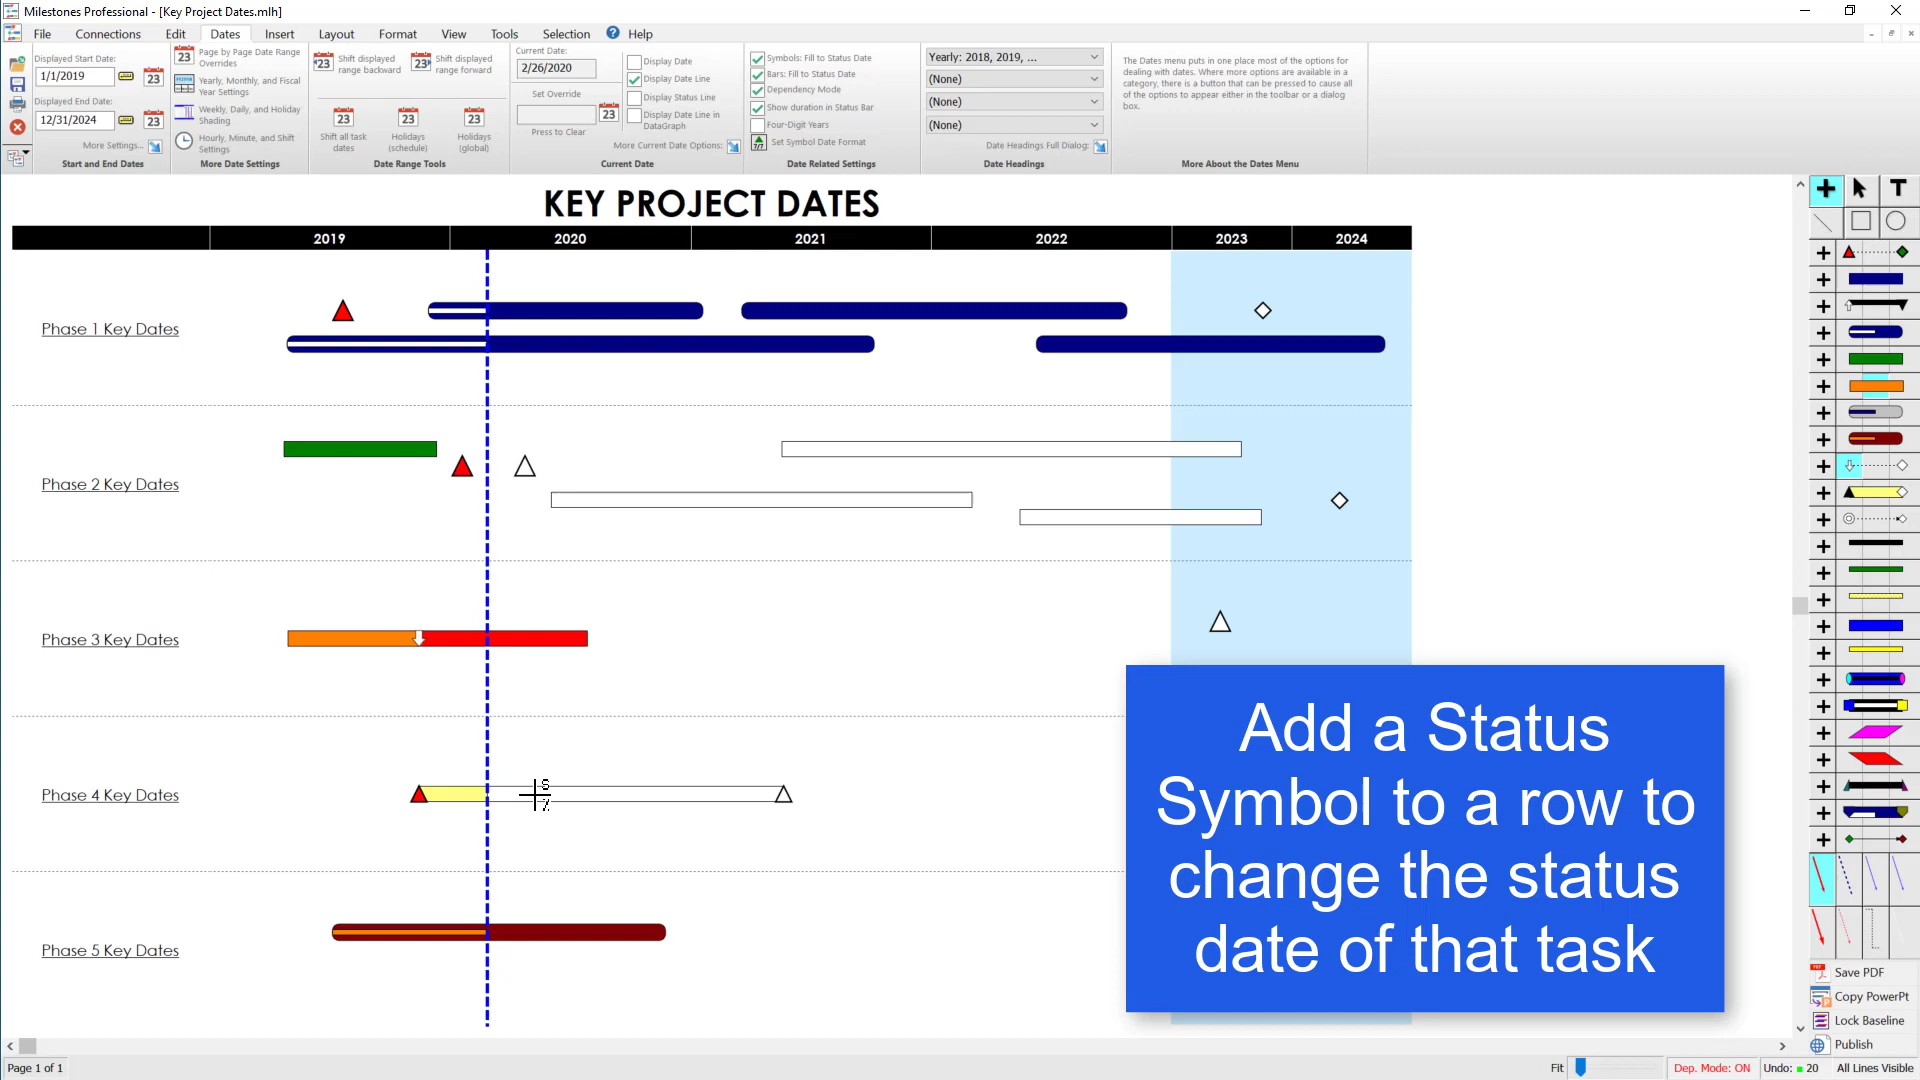 Milestones Professional - [Key Project Dates.mlh]
File Connections Edit Dates Insert Layout Format View Tools Selection ? Help
Displayed Start Date:
1/1/2019
23
Displayed End Date:
12/31/2024
23
More Settings...
Start and End Dates
23
Page by Page Date Range
Overrides
Yearly, Monthly, and Fiscal
Year Settings
Weekly, Daily, and Holiday
Shading
Hourly, Minute, and Shift
Settings
More Date Settings
23
Shift displayed
range backward
23
Shift displayed
range forward
23
Shift all task
dates
23
Holidays
(schedule)
23
Holidays
(global)
Date Range Tools
Current Date:
2/26/2020
Set Override
23
Press to Clear
Display Date
Display Date Line
Display Status Line
Display Date Line in
DataGraph
More Current Date Options:
Current Date
Symbols: Fill to Status Date
Bars: Fill to Status Date
Dependency Mode
Show duration in Status Bar
Four-Digit Years
Set Symbol Date Format
Date Related Settings
Yearly: 2018, 2019, ...
(None)
(None)
(None)
Date Headings Full Dialog:
Date Headings
The Dates menu puts in one place most of the options for
dealing with dates. Where more options are available in a
category, there is a button that can be pressed to cause all
of the options to appear either in the toolbar or a dialog
box.
More About the Dates Menu
KEY PROJECT DATES
2019 2020 2021 2022 2023 2024
Phase 1 Key Dates
Phase 2 Key Dates
Phase 3 Key Dates
Phase 4 Key Dates
Phase 5 Key Dates
Add a Status
Symbol to a row to
change the status
date of that task
T
Save PDF
Copy PowerPt
Lock Baseline
Publish
Page 1 of 1
Fit
Dep. Mode: ON
Undo: 20
All Lines Visible